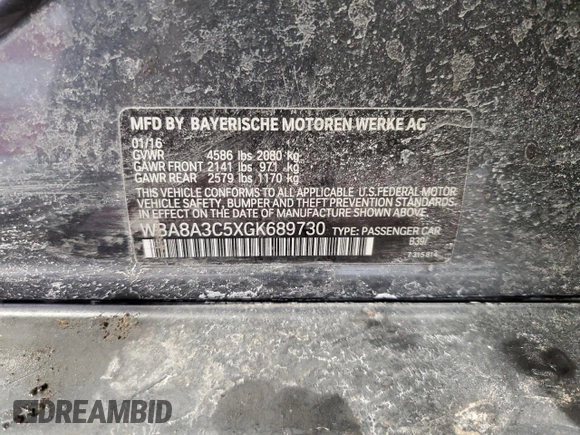 MFD BY BAYERISCHE MOTOREN WERKE AG
01/16
GVWR 4586 lbs 2080 kg
GAWR FRONT 2141 lbs 971 kg
GAWR REAR 2579 lbs 1170 kg
THIS VEHICLE CONFORMS TO ALL APPLICABLE U.S.FEDERAL MOTOR
VEHICLE SAFETY, BUMPER, AND THEFT PREVENTION STANDARDS
IN EFFECT ON THE DATE OF MANUFACTURE SHOWN ABOVE.
WBA8A3C5XGK689730 TYPE: PASSENGER CAR
B39/
DREAMBID